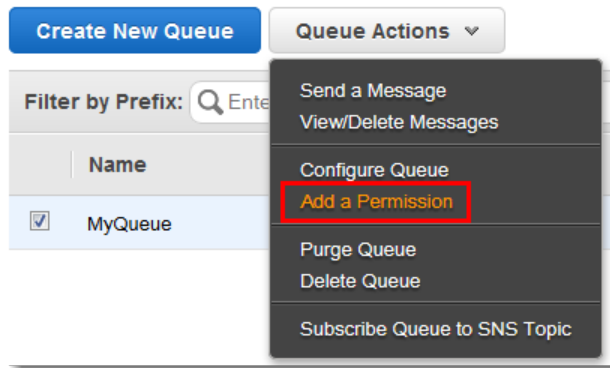 Create New Queue
Queue Actions
Filter by Prefix:
Ente
Send a Message
View/Delete Messages
Name
Configure Queue
Add a Permission
MyQueue
Purge Queue
Delete Queue
Subscribe Queue to SNS Topic